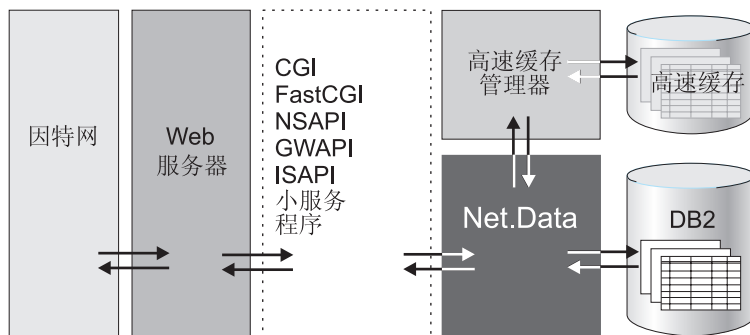 因特网
Web
服务器
CGI
FastCGI
NSAPI
GWAPI
ISAPI
小服务
程序
高速缓存
管理器
高速缓存
Net.Data
DB2